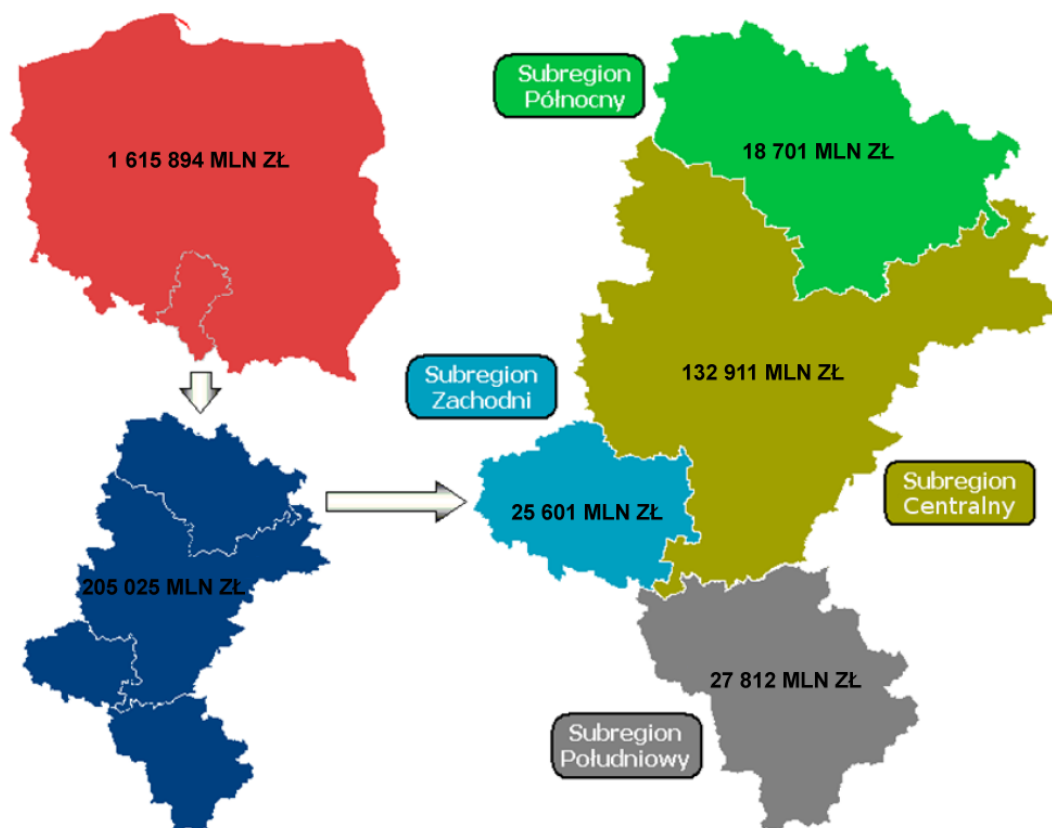 1 615 894 MLN ZŁ
205 025 MLN ZŁ
Subregion
Północny
18 701 MLN ZŁ
132 911 MLN ZŁ
Subregion
Zachodni
25 601 MLN ZŁ
Subregion
Centralny
27 812 MLN ZŁ
Subregion
Południowy